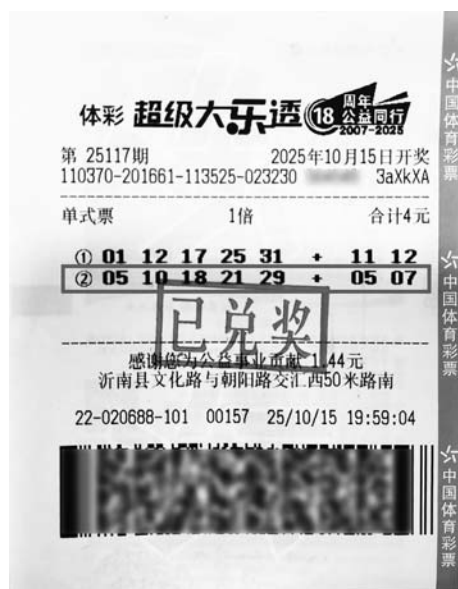 体彩 超级大乐透 18 周年 公益同行 2007-2025
第 25117期 2025年10月15日开奖
110370-201661-113525-023230 3aXkXA
单式票 1倍 合计4元
① 01 12 17 25 31 + 11 12
② 05 10 18 21 29 + 05 07
已兑奖
感谢您为公益事业贡献 1.44元
沂南县文化路与朝阳路交汇西50米路南
22-020688-101 00157 25/10/15 19:59:04
中国体育彩票
中国体育彩票
中国体育彩票